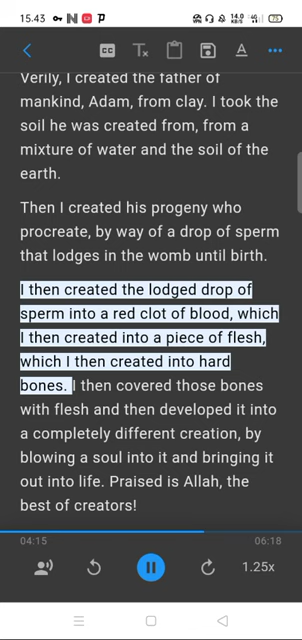 15.43
14.0
KB/S
4G
75
CC
A
Verily, I created the father of
mankind, Adam, from clay. I took the
soil he was created from, from a
mixture of water and the soil of the
earth.
Then I created his progeny who
procreate, by way of a drop of sperm
that lodges in the womb until birth.
I then created the lodged drop of
sperm into a red clot of blood, which
I then created into a piece of flesh,
which I then created into hard
bones. I then covered those bones
with flesh and then developed it into
a completely different creation, by
blowing a soul into it and bringing it
out into life. Praised is Allah, the
best of creators!
04:15 06:18
1.25x